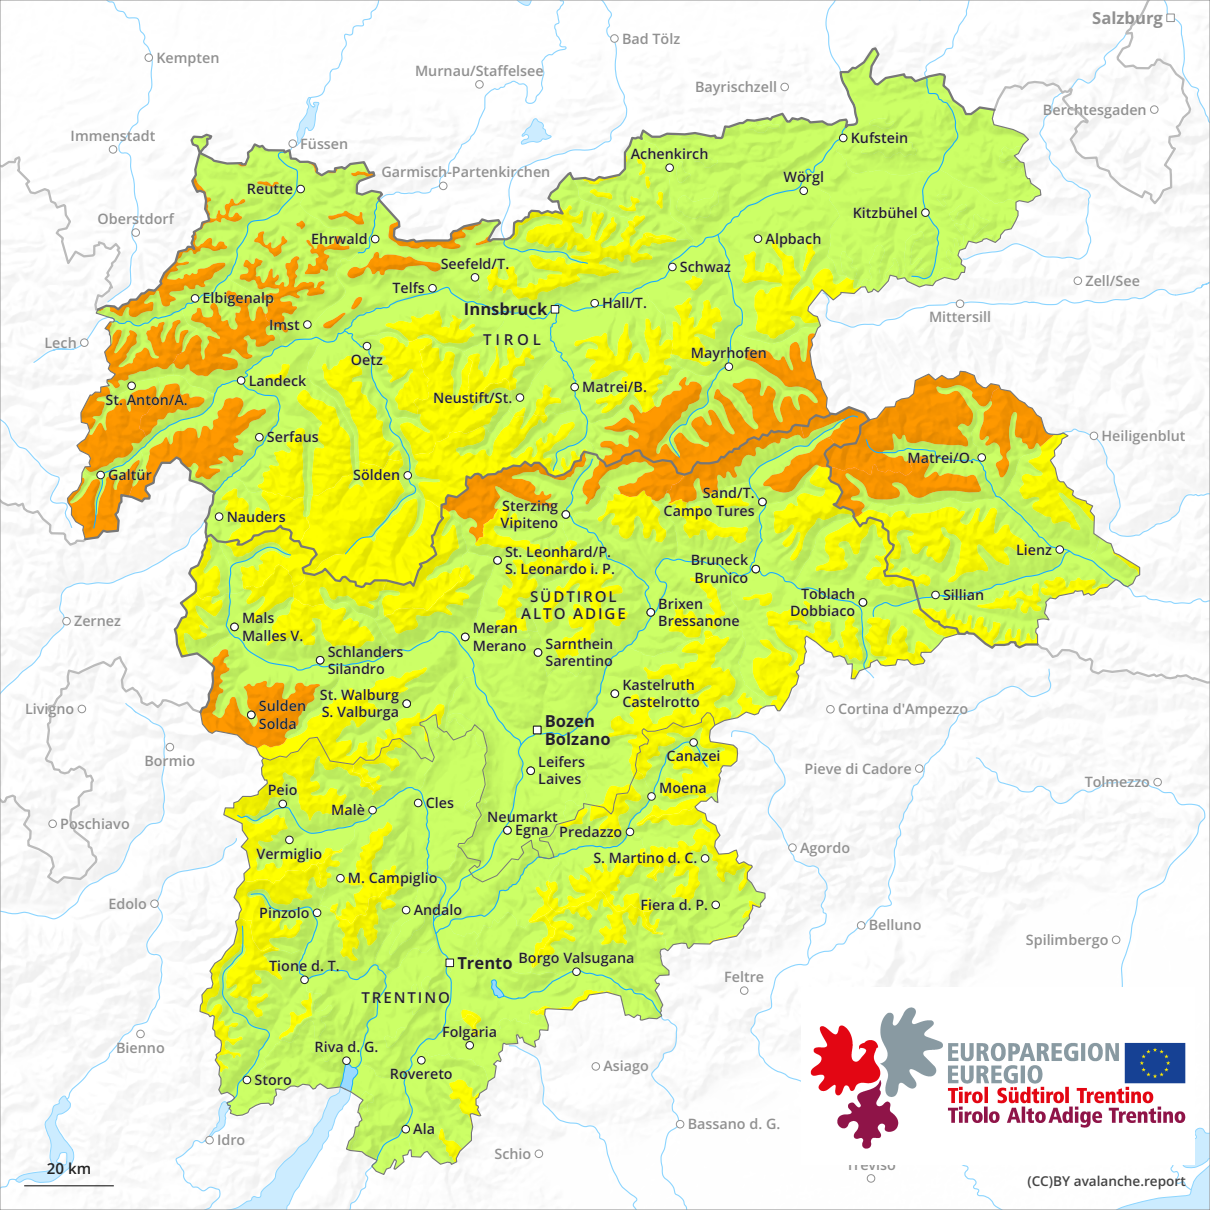 Salzburg
Bad Tölz
Kempten
Murnau/Staffelsee
Bayrischzell
Berchtesgaden
Immenstadt
Füssen
Kufstein
Achenkirch
Garmisch-Partenkirchen
Wörgl
Reutte
Oberstdorf
Kitzbühel
Ehrwald
Alpbach
Seefeld/T.
Schwaz
Zell/See
Telfs
Elbigenalp
Hall/T.
Innsbruck
Mittersill
Imst
TIROL
Lech
Oetz
Mayrhofen
Landeck
Matrei/B.
St. Anton/A.
Neustift/St.
Serfaus
Heiligenblut
Matrei/O.
Galtür
Sölden
Sand/T.
Campo Tures
Sterzing
Vipiteno
Nauders
St. Leonhard/P.
S. Leonardo i. P.
Lienz
Bruneck
Brunico
SÜDTIROL
ALTO ADIGE
Toblach
Dobbiaco
Sillian
Brixen
Bressanone
Zernez
Mals
Malles V.
Meran
Merano
Sarnthein
Sarentino
Schlanders
Silandro
Kastelruth
Castelrotto
St. Walburg
S. Valburga
Livigno
Sulden
Solda
Cortina d'Ampezzo
Bozen
Bolzano
Canazei
Bormio
Leifers
Laives
Pieve di Cadore
Tolmezzo
Peio
Moena
Malè
Cles
Neumarkt
Egna
Predazzo
Poschiavo
Vermiglio
S. Martino d. C.
Agordo
M. Campiglio
Edolo
Pinzolo
Andalo
Fiera d. P.
Belluno
Spilimbergo
Trento
Borgo Valsugana
Tione d. T.
Feltre
TRENTINO
Folgaria
Bienno
Riva d. G.
Rovereto
Asiago
Storo
EUROPAREGION
EUREGIO
Tirol Südtirol Trentino
Tirolo Alto Adige Trentino
Ala
Bassano d. G.
Idro
Schio
Treviso
20 km
(CC)BY avalanche.report